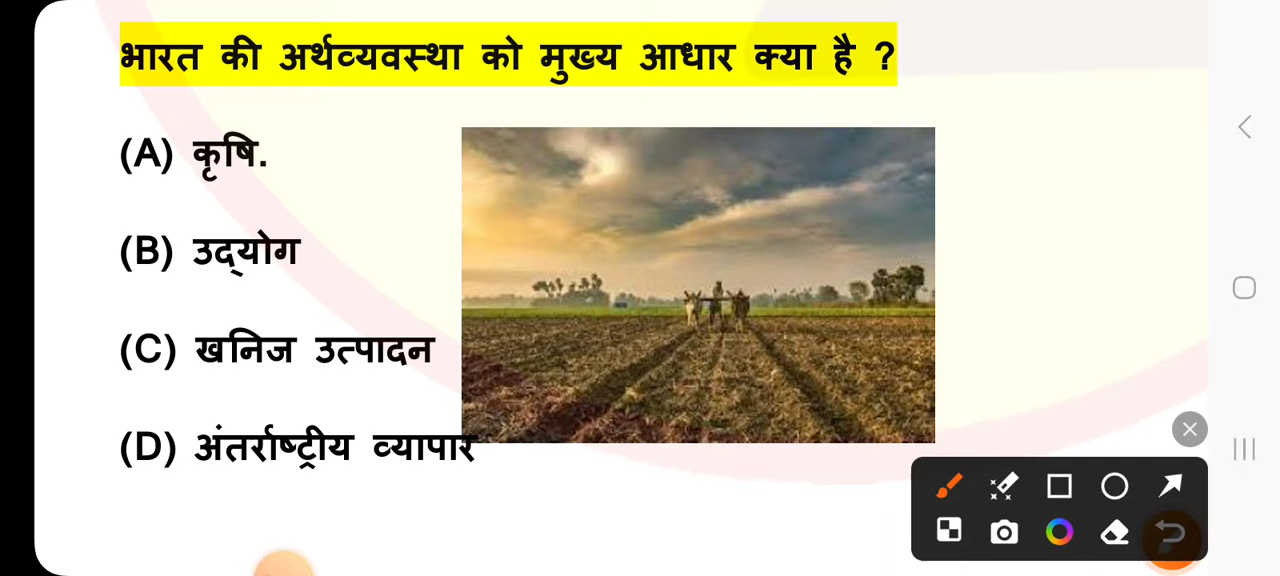 भारत की अर्थव्यवस्था को मुख्य आधार क्या है ?
(A) कृषि.
(B) उद्योग
(C) खनिज उत्पादन
(D) अंतर्राष्ट्रीय व्यापार